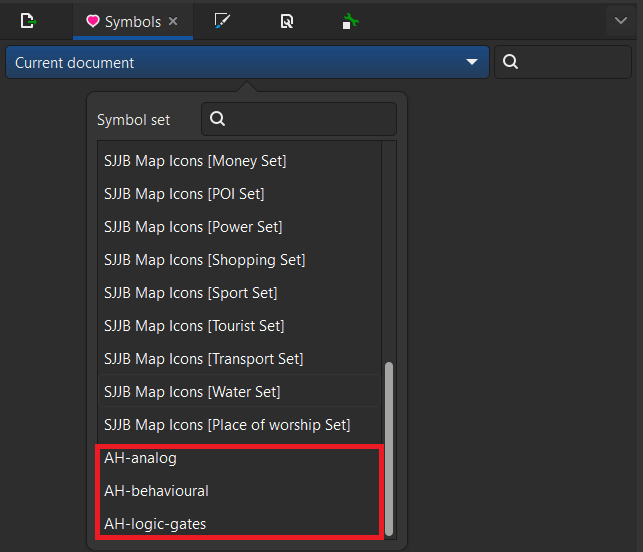 Symbols
Current document
Symbol set
SJJB Map Icons [Money Set]
SJJB Map Icons [POI Set]
SJJB Map Icons [Power Set]
SJJB Map Icons [Shopping Set]
SJJB Map Icons [Sport Set]
SJJB Map Icons [Tourist Set]
SJJB Map Icons [Transport Set]
SJJB Map Icons [Water Set]
SJJB Map Icons [Place of worship Set]
AH-analog
AH-behavioural
AH-logic-gates